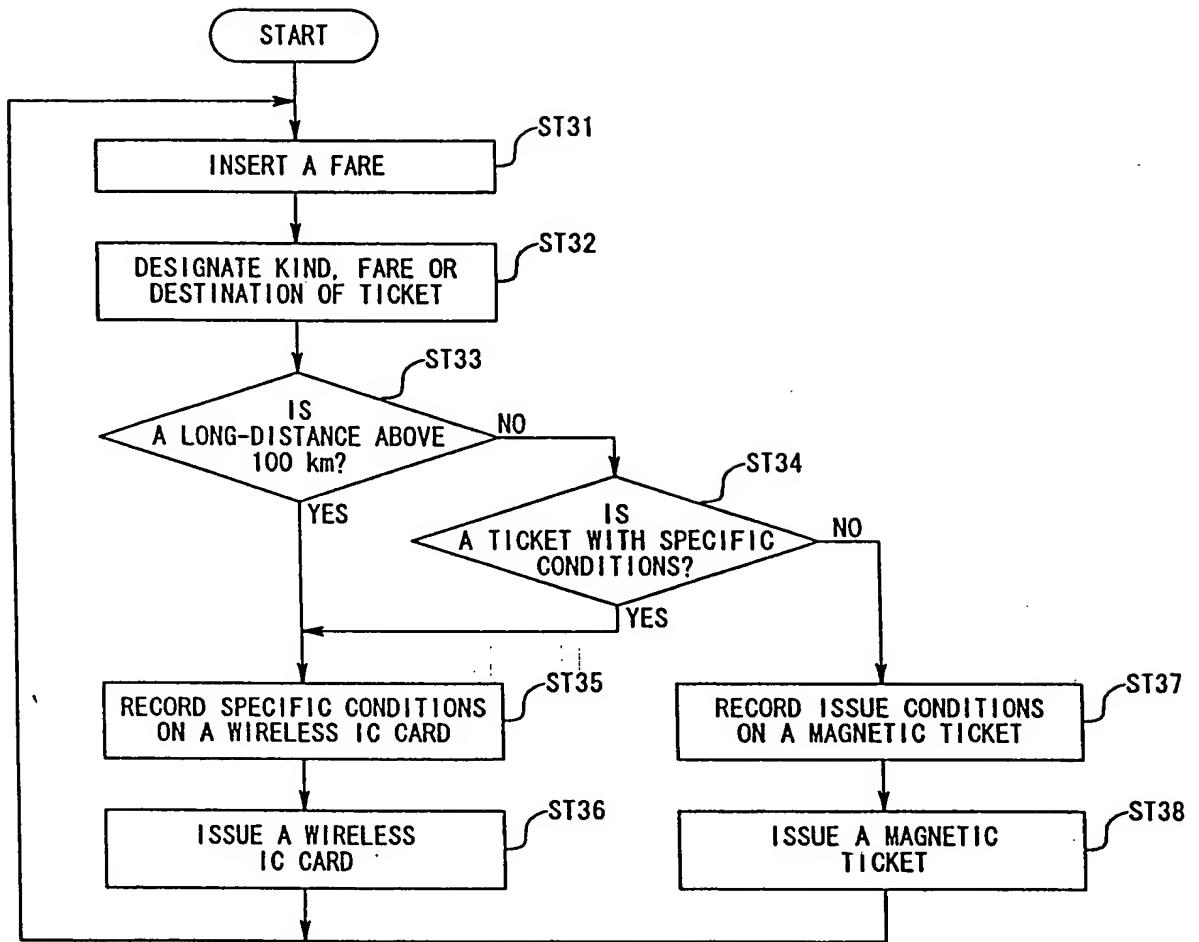 START
ST31
INSERT A FARE
ST32
DESIGNATE KIND, FARE OR
DESTINATION OF TICKET
ST33
IS
A LONG-DISTANCE ABOVE
100 km?
NO
YES
ST34
IS
A TICKET WITH SPECIFIC
CONDITIONS?
NO
YES
ST35
RECORD SPECIFIC CONDITIONS
ON A WIRELESS IC CARD
ST37
RECORD ISSUE CONDITIONS
ON A MAGNETIC TICKET
ST36
ISSUE A WIRELESS
IC CARD
ST38
ISSUE A MAGNETIC
TICKET